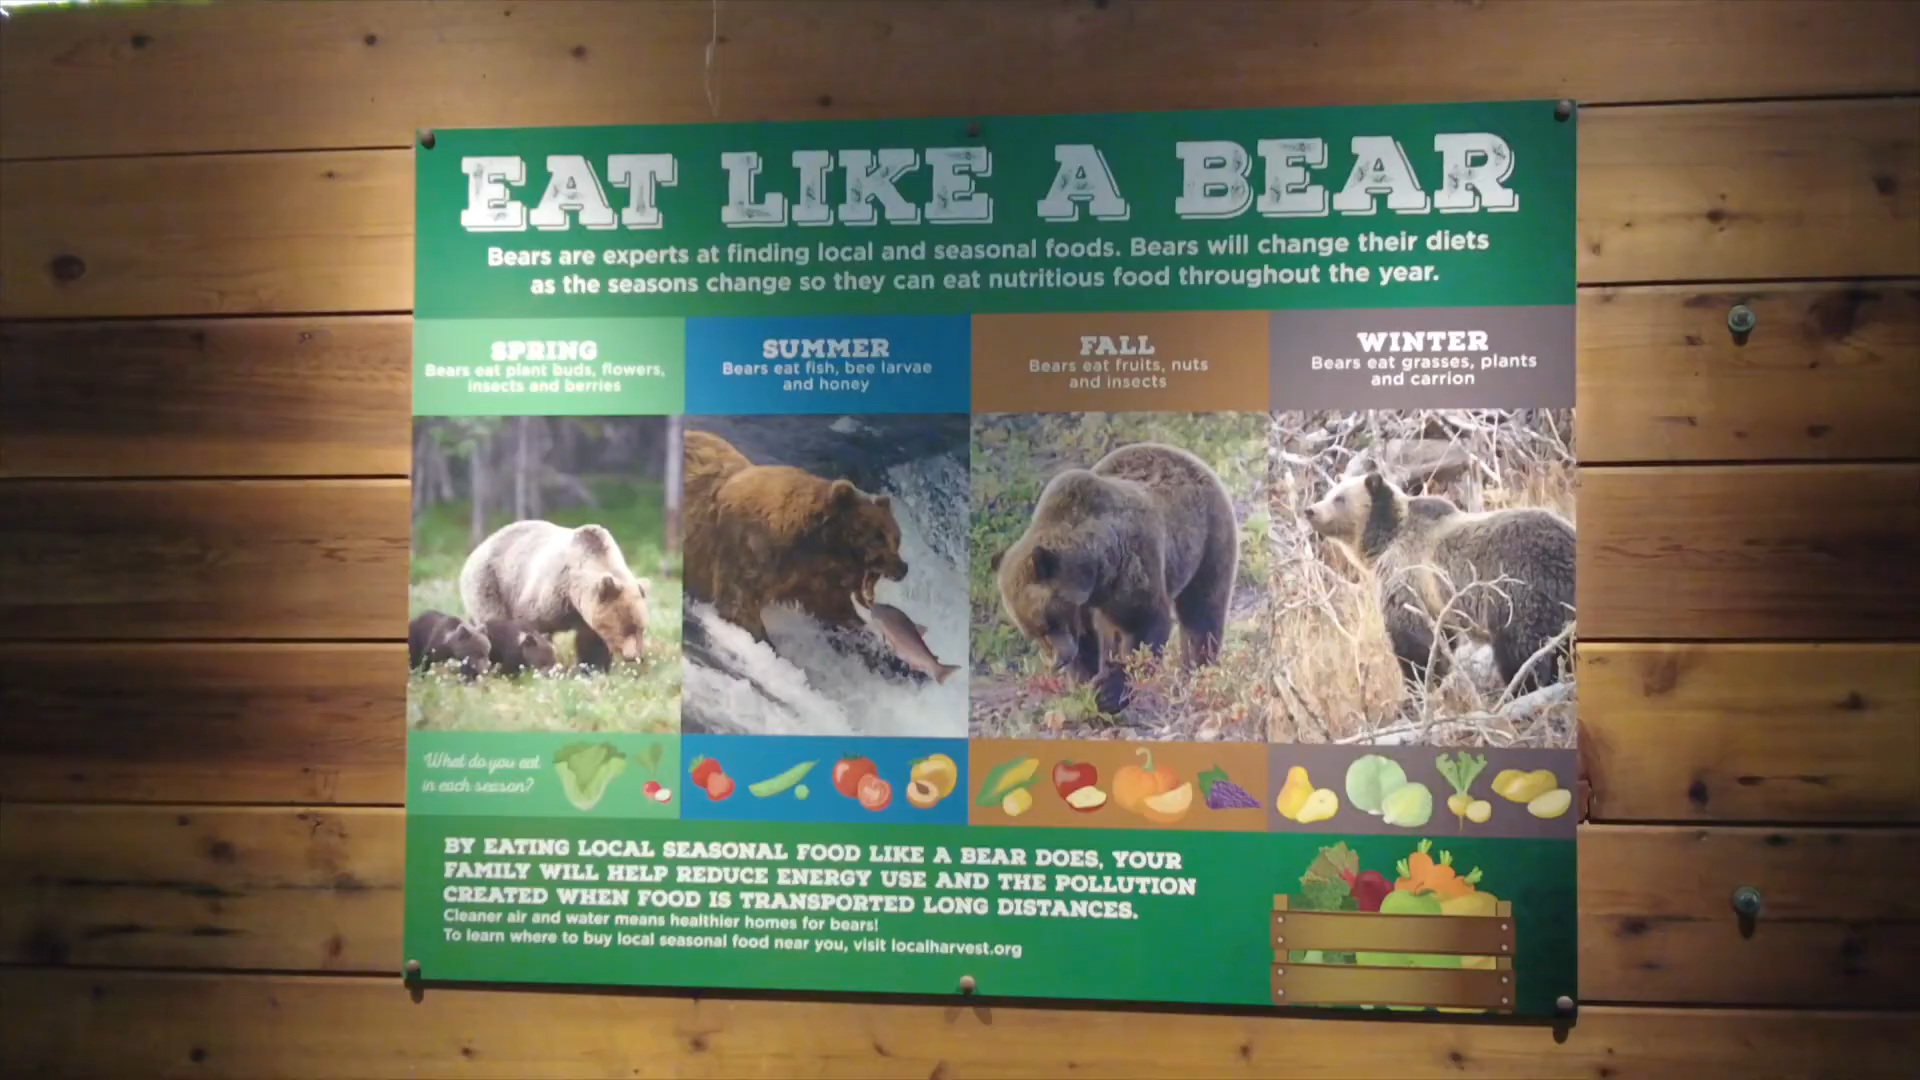 EAT LIKE A BEAR
Bears are experts at finding local and seasonal foods. Bears will change their diets
as the seasons change so they can eat nutritious food throughout the year.
SPRING
Bears eat plant buds, flowers,
insects and berries
SUMMER
Bears eat fish, bee larvae
and honey
FALL
Bears eat fruits, nuts
and insects
WINTER
Bears eat grasses, plants
and carrion
What do you eat
in each season?
BY EATING LOCAL SEASONAL FOOD LIKE A BEAR DOES, YOUR
FAMILY WILL HELP REDUCE ENERGY USE AND THE POLLUTION
CREATED WHEN FOOD IS TRANSPORTED LONG DISTANCES.
Cleaner air and water means healthier homes for bears!
To learn where to buy local seasonal food near you, visit localharvest.org